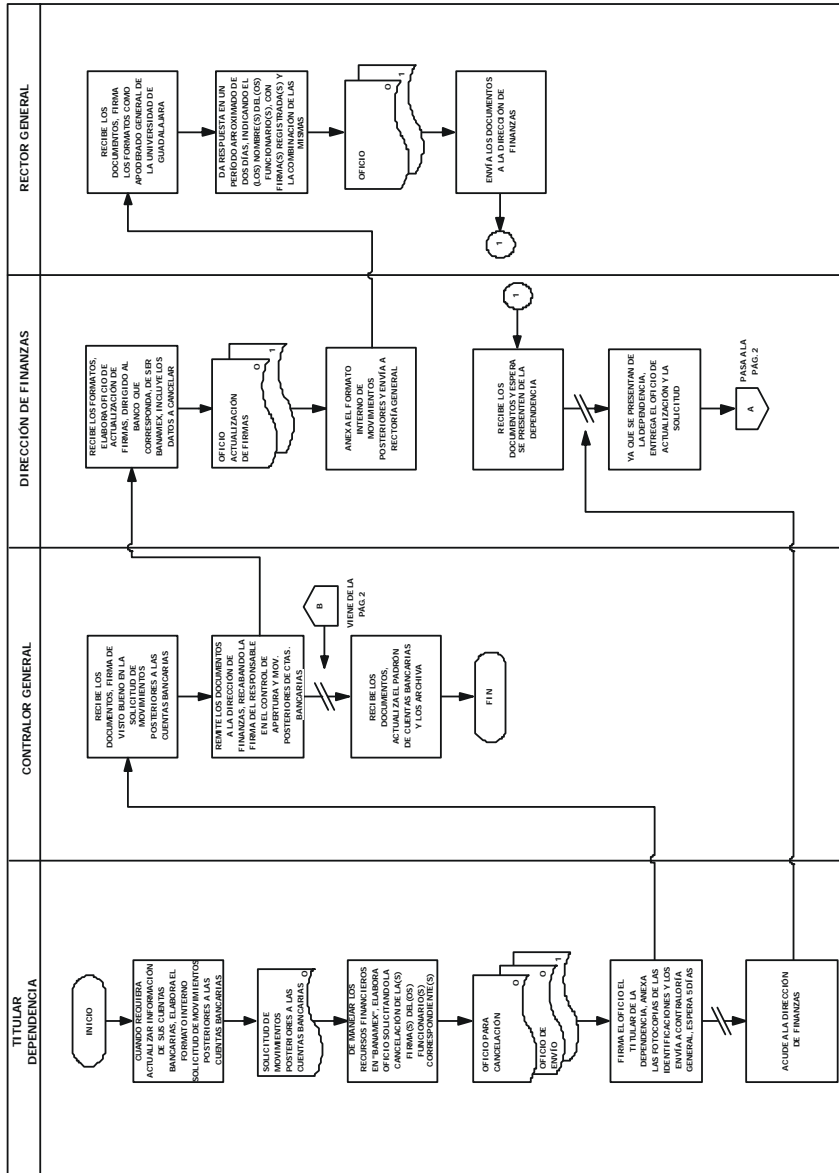 TITULAR
DEPENDENCIA
INICIO
CUANDO REQUIERA
ACTUALIZAR INFORMACIÓN
DE SUS CUENTAS
BANCARIAS, ELABORA EL
FORMATO INTERNO
SOLICITUD DE MOVIMIENTOS
POSTERIORES A LAS
CUENTAS BANCARIAS
SOLICITUD DE
MOVIMIENTOS
POSTERIORES A LAS
CUENTAS BANCARIAS
O
DE MANEJAR LOS
RECURSOS FINANCIEROS
EN "BANAMEX", ELABORA
OFICIO SOLICITANDO LA
CANCELACIÓN DE LA(S)
FIRMA(S) DEL(OS)
FUNCIONARIO(S)
CORRESPONDIENTE(S)
OFICIO PARA
CANCELACIÓN
O
OFICIO DE
ENVÍO
O
1
FIRMA EL OFICIO EL
TITULAR DE LA
DEPENDENCIA, ANEXA
LAS FOTOCOPIAS DE LAS
IDENTIFICACIONES Y LOS
ENVÍA A CONTRALORÍA
GENERAL, ESPERA 5 DÍAS
ACUDE A LA DIRECCIÓN
DE FINANZAS
CONTRALOR GENERAL
RECIBE LOS
DOCUMENTOS, FIRMA DE
VISTO BUENO EN LA
SOLICITUD DE
MOVIMIENTOS
POSTERIORES A LAS
CUENTAS BANCARIAS
REMITE LOS DOCUMENTOS
A LA DIRECCIÓN DE
FINANZAS, RECABANDO LA
FIRMA DEL RESPONSABLE
EN EL CONTROL DE
APERTURA Y MOV.
POSTERIORES DE CTAS.
BANCARIAS
B
VIENE DE LA
PÁG. 2
RECIBE LOS
DOCUMENTOS,
ACTUALIZA EL PADRÓN
DE CUENTAS BANCARIAS
Y LOS ARCHIVA
FIN
DIRECCIÓN DE FINANZAS
RECIBE LOS FORMATOS,
ELABORA OFICIO DE
ACTUALIZACIÓN DE
FIRMAS, DIRIGIDO AL
BANCO QUE
CORRESPONDA, DE SER
BANAMEX, INCLUYE LOS
DATOS A CANCELAR
OFICIO
ACTUALIZACIÓN
DE FIRMAS
O
1
ANEXA EL FORMATO
INTERNO DE
MOVIMIENTOS
POSTERIORES Y ENVÍA A
RECTORÍA GENERAL
1
RECIBE LOS
DOCUMENTOS Y ESPERA
SE PRESENTEN DE LA
DEPENDENCIA
YA QUE SE PRESENTAN DE
LA DEPENDENCIA,
ENTREGA EL OFICIO DE
ACTUALIZACIÓN Y LA
SOLICITUD
A
PASA A LA
PÁG. 2
RECTOR GENERAL
RECIBE LOS
DOCUMENTOS, FIRMA
LOS FORMATOS COMO
APODERADO GENERAL DE
LA UNIVERSIDAD DE
GUADALAJARA
DA RESPUESTA EN UN
PERÍODO APROXIMADO DE
DOS DÍAS, INDICANDO EL
(LOS) NOMBRE(S) DEL(OS)
FUNCIONARIO(S), CON
FIRMA(S) REGISTRADA(S) Y
LA COMBINACIÓN DE LAS
MISMAS
OFICIO
O
1
ENVÍA LOS DOCUMENTOS
A LA DIRECCIÓN DE
FINANZAS
1